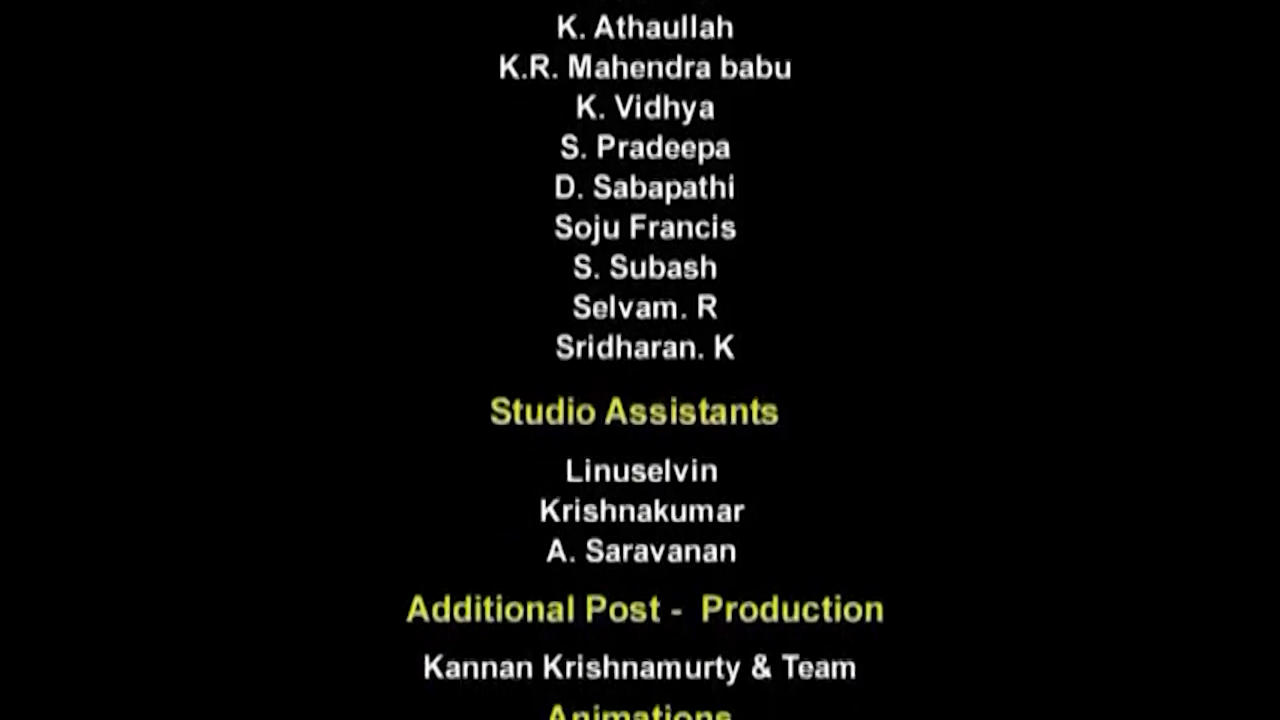 K. Athaullah
K.R. Mahendra babu
K. Vidhya
S. Pradeepa
D. Sabapathi
Soju Francis
S. Subash
Selvam. R
Sridharan. K
Studio Assistants
Linuselvin
Krishnakumar
A. Saravanan
Additional Post - Production
Kannan Krishnamurty & Team
Animations